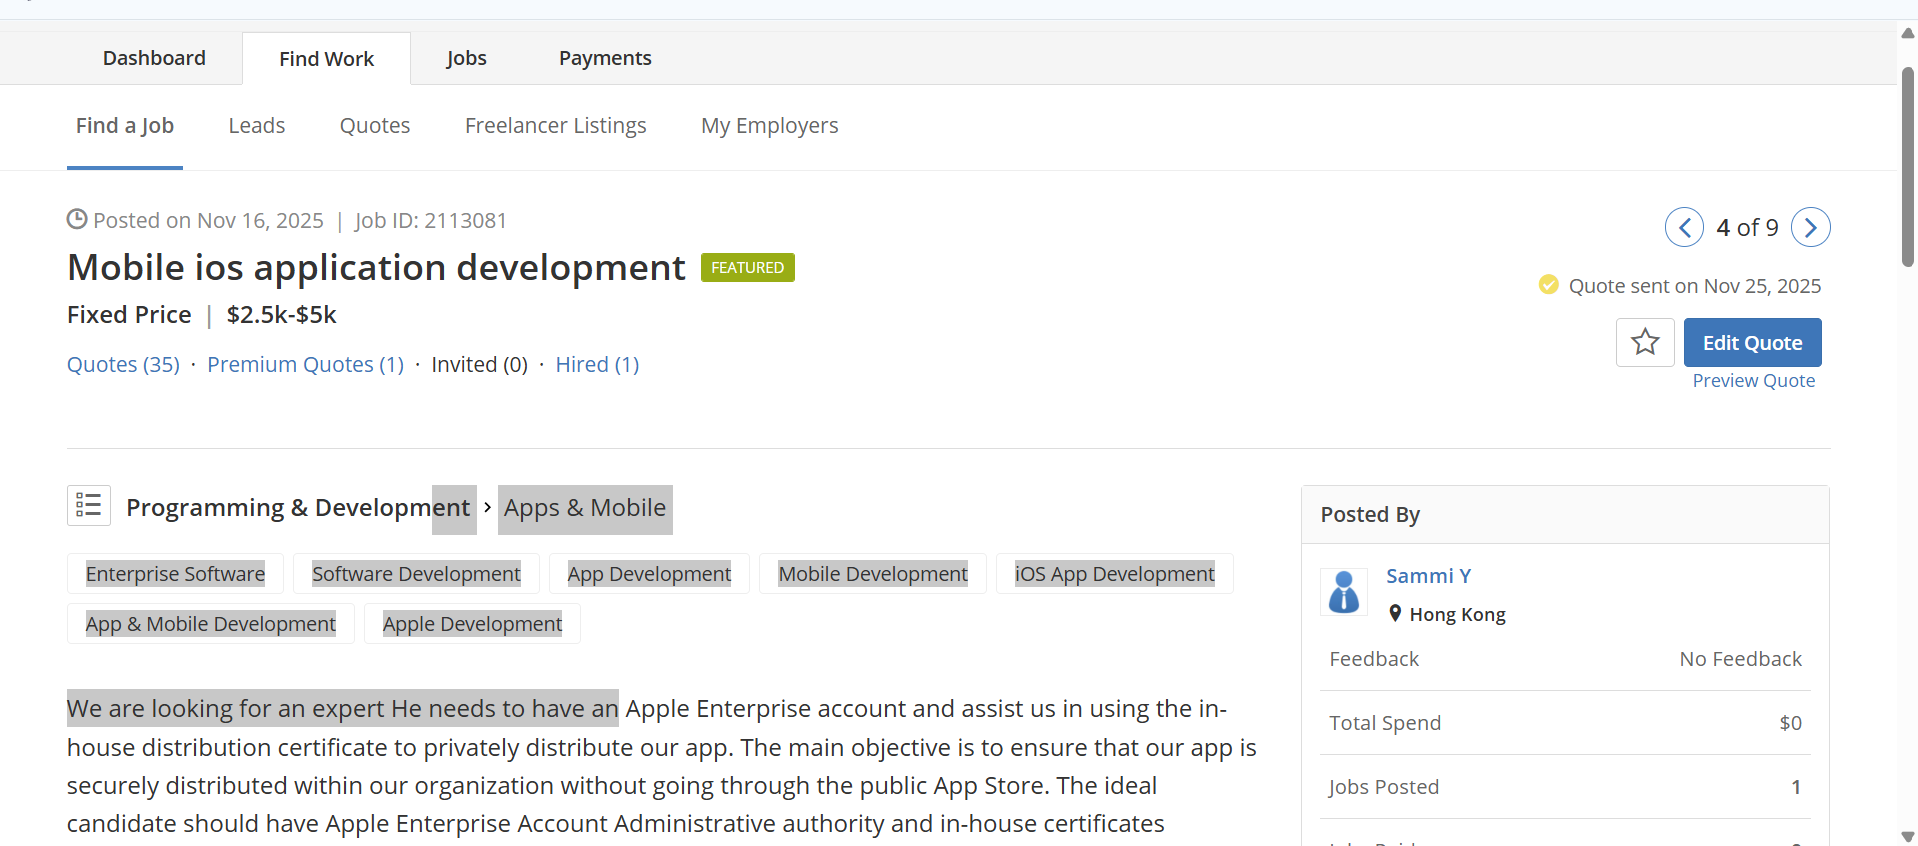 Dashboard Find Work Jobs Payments
Find a Job Leads Quotes Freelancer Listings My Employers
Posted on Nov 16, 2025 | Job ID: 2113081
4 of 9
Mobile ios application development FEATURED
Quote sent on Nov 25, 2025
Fixed Price | $2.5k-$5k
Edit Quote
Quotes (35) · Premium Quotes (1) · Invited (0) · Hired (1)
Preview Quote
Programming & Development › Apps & Mobile
Enterprise Software Software Development App Development Mobile Development iOS App Development
App & Mobile Development Apple Development
We are looking for an expert He needs to have an Apple Enterprise account and assist us in using the in-
house distribution certificate to privately distribute our app. The main objective is to ensure that our app is
securely distributed within our organization without going through the public App Store. The ideal
candidate should have Apple Enterprise Account Administrative authority and in-house certificates
Posted By
Sammi Y
Hong Kong
Feedback No Feedback
Total Spend $0
Jobs Posted 1